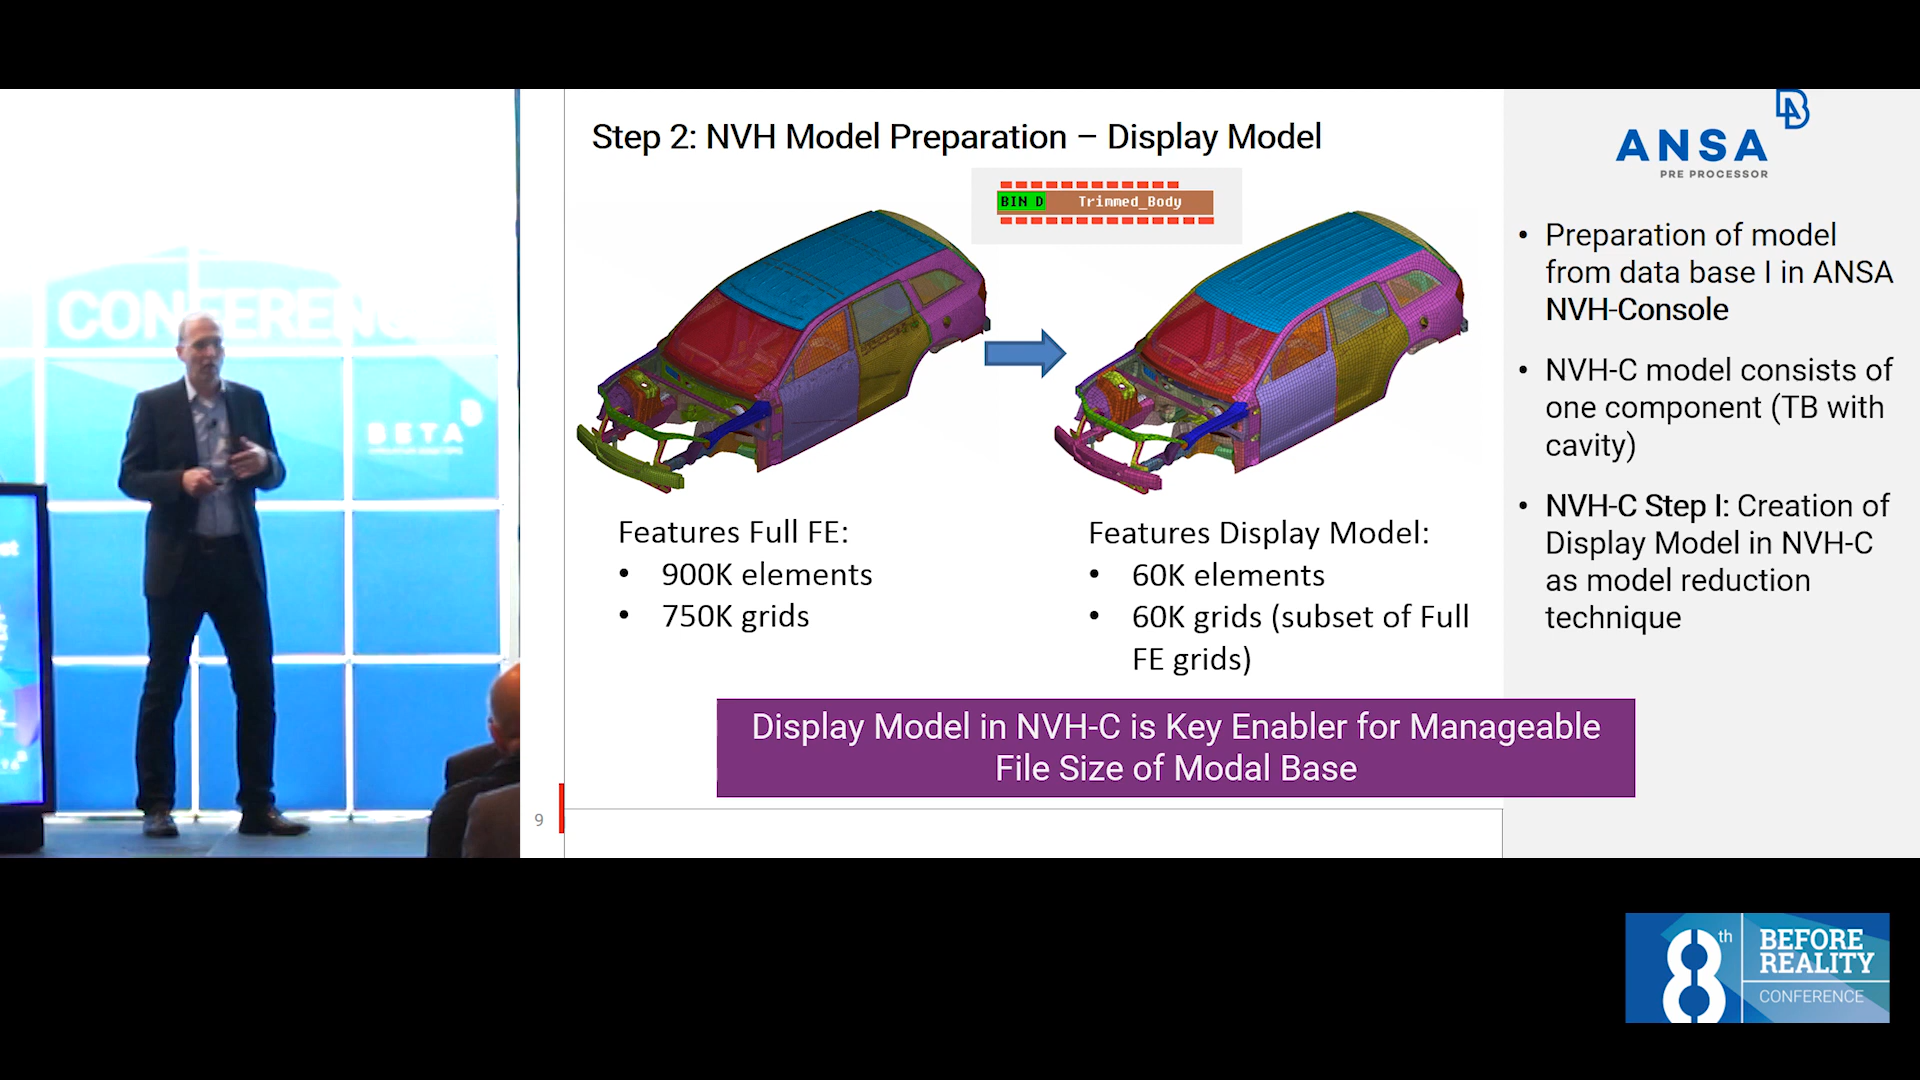 CONFERENC
BETA
Step 2: NVH Model Preparation – Display Model
BIN D Trimmed_Body
Features Full FE:
• 900K elements
• 750K grids
Features Display Model:
• 60K elements
• 60K grids (subset of Full
FE grids)
Display Model in NVH-C is Key Enabler for Manageable
File Size of Modal Base
9
ANSA
PRE PROCESSOR
• Preparation of model
from data base I in ANSA
NVH-Console
• NVH-C model consists of
one component (TB with
cavity)
• NVH-C Step I: Creation of
Display Model in NVH-C
as model reduction
technique
8th
BEFORE
REALITY
CONFERENCE